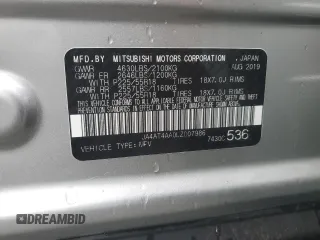 MFD.BY MITSUBISHI MOTORS CORPORATION, JAPAN
GVWR 4630LBS/2100KG AUG 2019
GAWR FR 2646LBS/1200KG
WITH P225/55R18 TIRES 18X7.0J RIMS
GAWR RR 2557LBS/1160KG
WITH P225/55R18 TIRES 18X7.0J RIMS
VEHICLE TYPE:MPV 7430G 536